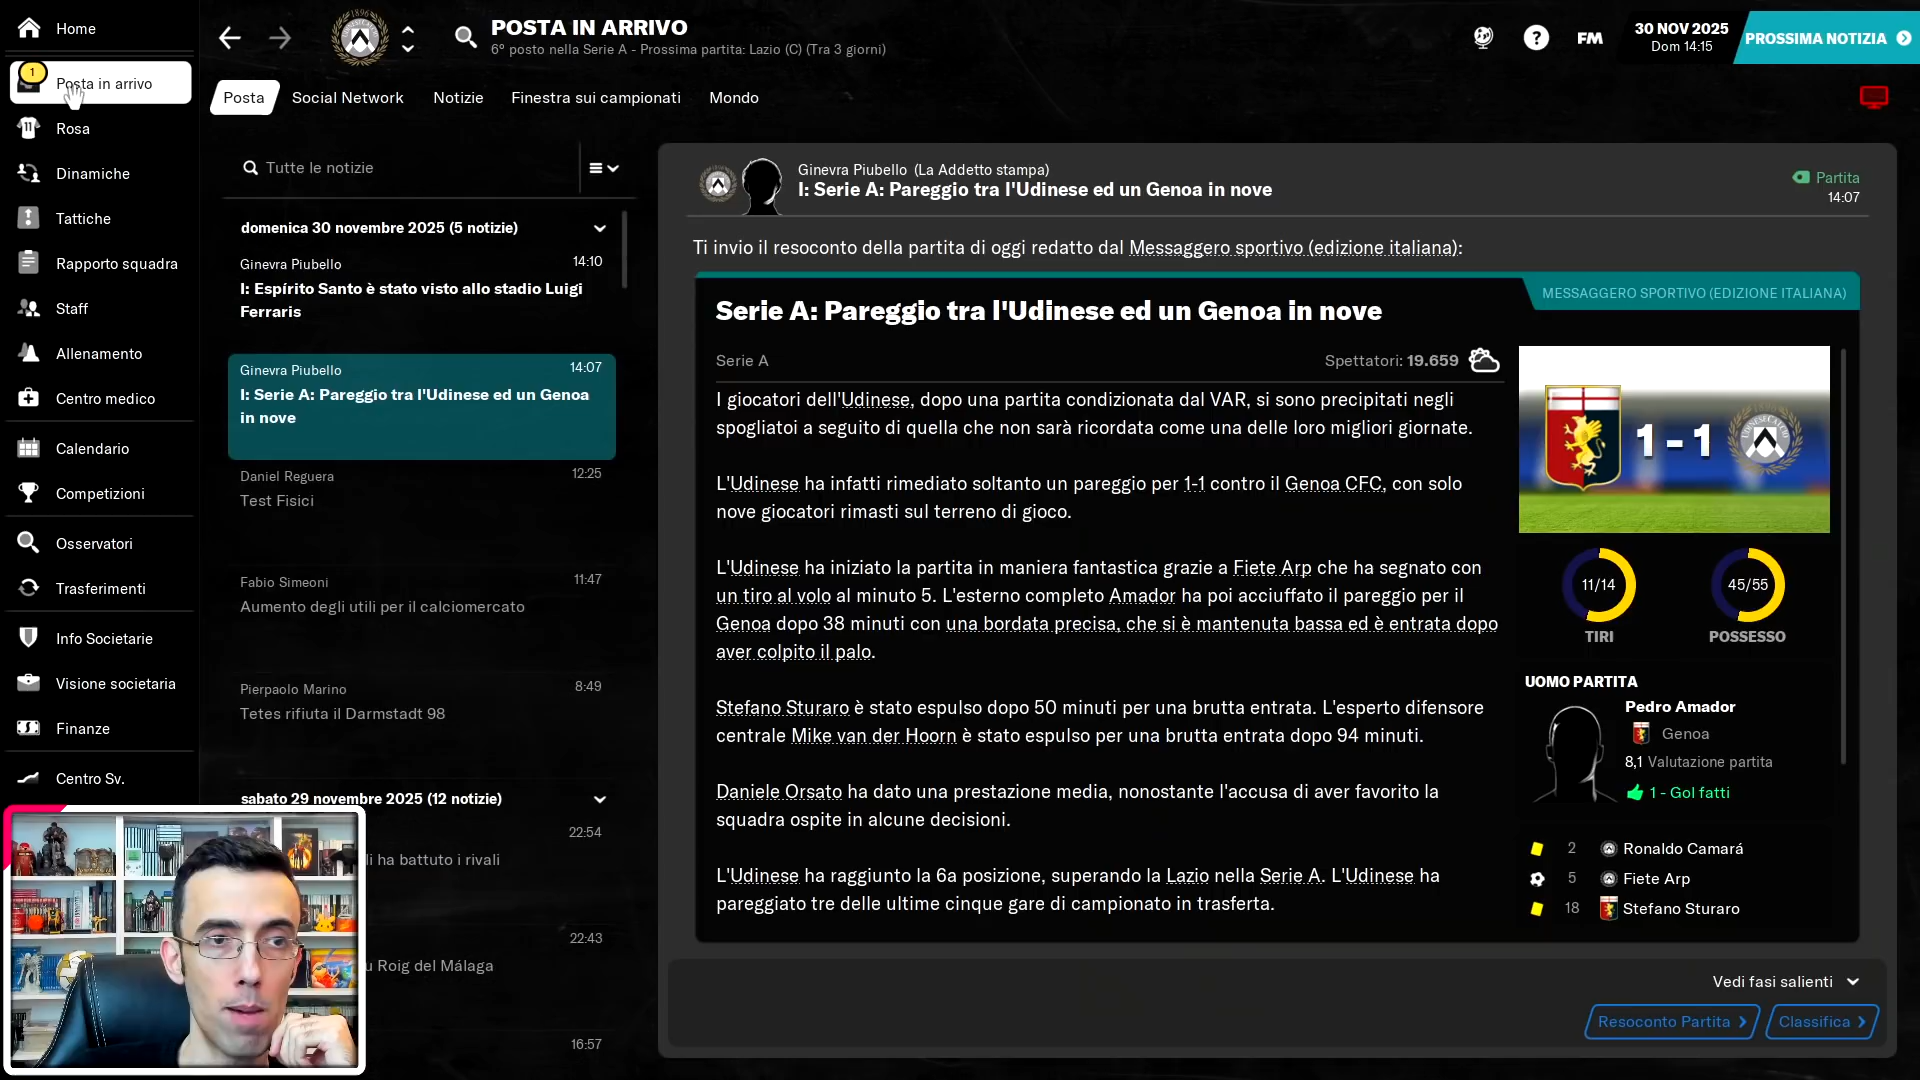 Home
1
Posta in arrivo
Rosa
Dinamiche
Tattiche
Rapporto squadra
Staff
Allenamento
Centro medico
Calendario
Competizioni
Osservatori
Trasferimenti
Info Societarie
Visione societaria
Finanze
Centro Sv.
POSTA IN ARRIVO
6° posto nella Serie A - Prossima partita: Lazio (C) (Tra 3 giorni)
FM
30 NOV 2025
Dom 14:15
PROSSIMA NOTIZIA
Posta
Social Network
Notizie
Finestra sui campionati
Mondo
Tutte le notizie
domenica 30 novembre 2025 (5 notizie)
Ginevra Piubello
14:10
I: Espírito Santo è stato visto allo stadio Luigi
Ferraris
Ginevra Piubello
14:07
I: Serie A: Pareggio tra l'Udinese ed un Genoa
in nove
Daniel Reguera
12:25
Test Fisici
Fabio Simeoni
11:47
Aumento degli utili per il calciomercato
Pierpaolo Marino
8:49
Tetes rifiuta il Darmstadt 98
sabato 29 novembre 2025 (12 notizie)
22:54
li ha battuto i rivali
22:43
u Roig del Málaga
16:57
Ginevra Piubello (La Addetto stampa)
I: Serie A: Pareggio tra l'Udinese ed un Genoa in nove
Partita
14:07
Ti invio il resoconto della partita di oggi redatto dal Messaggero sportivo (edizione italiana):
MESSAGGERO SPORTIVO (EDIZIONE ITALIANA)
Serie A: Pareggio tra l'Udinese ed un Genoa in nove
Serie A
Spettatori: 19.659
I giocatori dell'Udinese, dopo una partita condizionata dal VAR, si sono precipitati negli
spogliatoi a seguito di quella che non sarà ricordata come una delle loro migliori giornate.
L'Udinese ha infatti rimediato soltanto un pareggio per 1-1 contro il Genoa CFC, con solo
nove giocatori rimasti sul terreno di gioco.
L'Udinese ha iniziato la partita in maniera fantastica grazie a Fiete Arp che ha segnato con
un tiro al volo al minuto 5. L'esterno completo Amador ha poi acciuffato il pareggio per il
Genoa dopo 38 minuti con una bordata precisa, che si è mantenuta bassa ed è entrata dopo
aver colpito il palo.
Stefano Sturaro è stato espulso dopo 50 minuti per una brutta entrata. L'esperto difensore
centrale Mike van der Hoorn è stato espulso per una brutta entrata dopo 94 minuti.
Daniele Orsato ha dato una prestazione media, nonostante l'accusa di aver favorito la
squadra ospite in alcune decisioni.
L'Udinese ha raggiunto la 6a posizione, superando la Lazio nella Serie A. L'Udinese ha
pareggiato tre delle ultime cinque gare di campionato in trasferta.
1 - 1
11/14
TIRI
45/55
POSSESSO
UOMO PARTITA
Pedro Amador
Genoa
8,1 Valutazione partita
1 - Gol fatti
2 Ronaldo Camará
5 Fiete Arp
18 Stefano Sturaro
Vedi fasi salienti
Resoconto Partita
Classifica